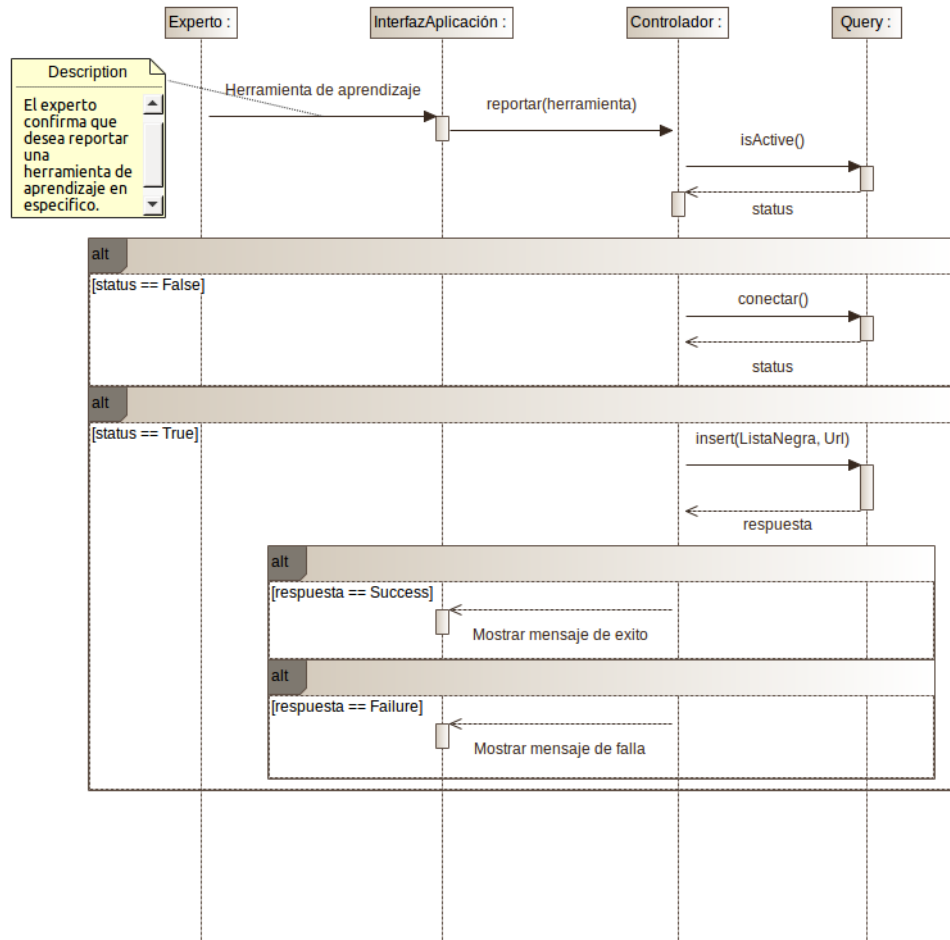 Experto :
InterfazAplicación :
Controlador :
Query :
Description
El experto
confirma que
desea reportar
una
herramienta de
aprendizaje en
especifico.
Herramienta de aprendizaje
reportar(herramienta)
isActive()
status
alt
[status == False]
conectar()
status
alt
[status == True]
insert(ListaNegra, Url)
respuesta
alt
[respuesta == Success]
Mostrar mensaje de exito
alt
[respuesta == Failure]
Mostrar mensaje de falla